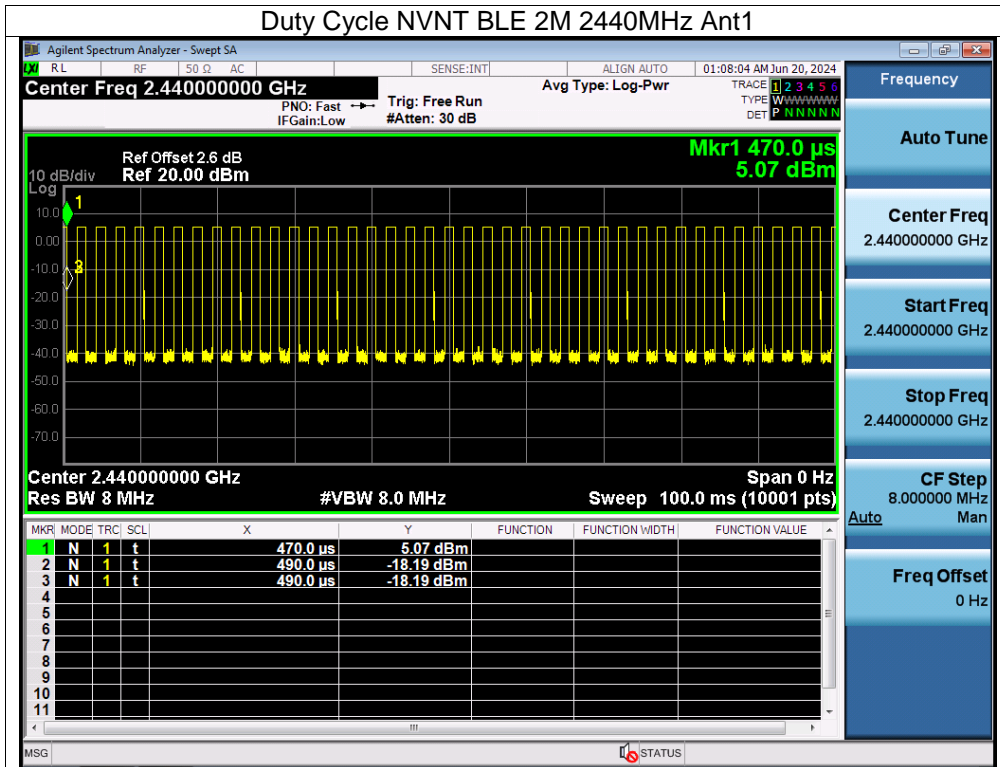 Duty Cycle NVNT BLE 2M 2440MHz Ant1
Agilent Spectrum Analyzer - Swept SA
LXI RL RF 50 Ω AC SENSE:INT ALIGN AUTO 01:08:04 AM Jun 20, 2024
Center Freq 2.440000000 GHz
Avg Type: Log-Pwr
TRACE 1 2 3 4 5 6
PNO: Fast Trig: Free Run
TYPE WWWWWW
IFGain:Low #Atten: 30 dB
DET P N N N N N
Mkr1 470.0 µs
5.07 dBm
Ref Offset 2.6 dB
10 dB/div Ref 20.00 dBm
Log
1
10.0
0.00
-10.0
-20.0
-30.0
-40.0
-50.0
-60.0
-70.0
Center 2.440000000 GHz Span 0 Hz
Res BW 8 MHz #VBW 8.0 MHz Sweep 100.0 ms (10001 pts)
MKR MODE TRC SCL X Y FUNCTION FUNCTION WIDTH FUNCTION VALUE
1 N 1 t 470.0 µs 5.07 dBm
2 N 1 t 490.0 µs -18.19 dBm
3 N 1 t 490.0 µs -18.19 dBm
4
5
6
7
8
9
10
11
MSG STATUS
Frequency
Auto Tune
Center Freq
2.440000000 GHz
Start Freq
2.440000000 GHz
Stop Freq
2.440000000 GHz
CF Step
8.000000 MHz
Auto Man
Freq Offset
0 Hz